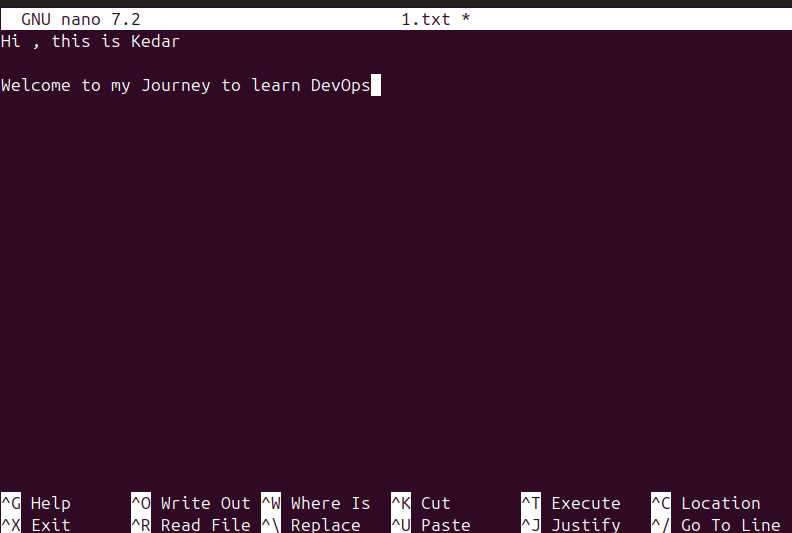 GNU nano 7.2 1.txt *
Hi , this is Kedar
Welcome to my Journey to learn DevOps
^G Help ^O Write Out ^W Where Is ^K Cut ^T Execute ^C Location
^X Exit ^R Read File ^\ Replace ^U Paste ^J Justify ^/ Go To Line